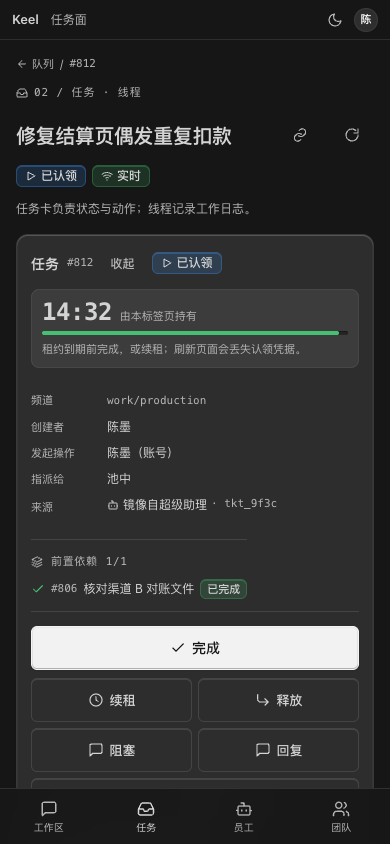 Keel 任务面 陈
队列 / #812
02 / 任务 · 线程
修复结算页偶发重复扣款
已认领 实时
任务卡负责状态与动作；线程记录工作日志。
任务 #812 收起 已认领
14:32 由本标签页持有
租约到期前完成，或续租；刷新页面会丢失认领凭据。
频道 work/production
创建者 陈墨
发起操作 陈墨（账号）
指派给 池中
来源 镜像自超级助理 · tkt_9f3c
前置依赖 1/1
#806 核对渠道 B 对账文件 已完成
完成
续租 释放
阻塞 回复
工作区 任务 员工 团队